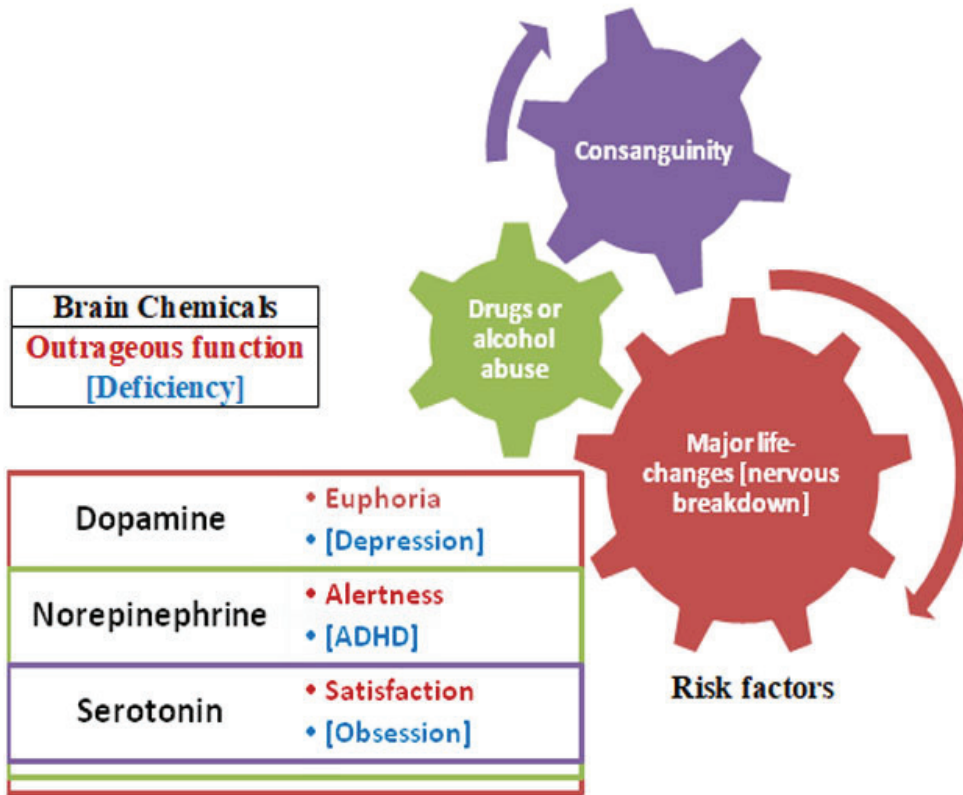 Consanguinity
Drugs or
alcohol
abuse
Major life-
changes [nervous
breakdown]
Risk factors
Brain Chemicals
Outrageous function
[Deficiency]
Dopamine
• Euphoria
• [Depression]
Norepinephrine
• Alertness
• [ADHD]
Serotonin
• Satisfaction
• [Obsession]